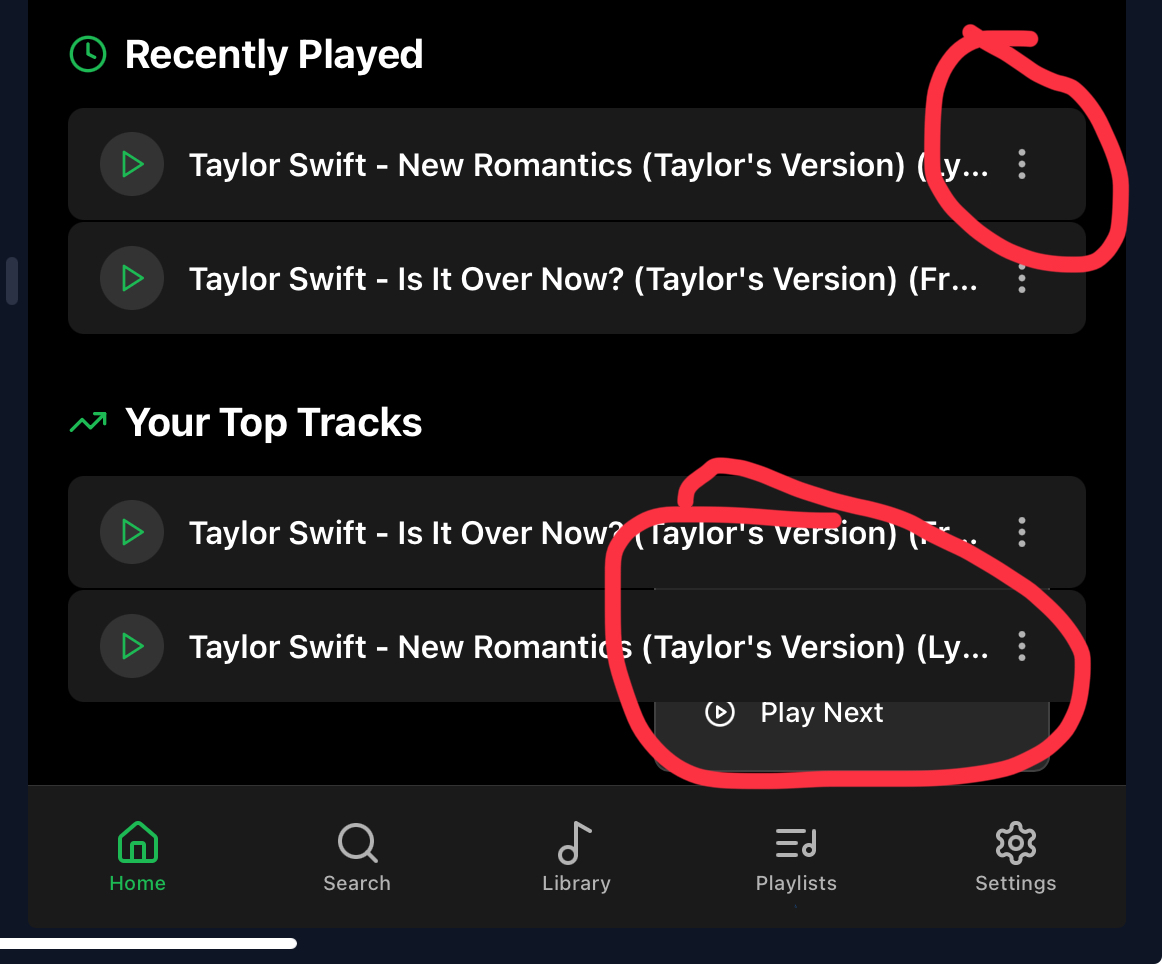 Recently Played
Taylor Swift - New Romantics (Taylor's Version) (Ly...
Taylor Swift - Is It Over Now? (Taylor's Version) (Fr...
Your Top Tracks
Taylor Swift - Is It Over Now? (Taylor's Version) (Fr...
Taylor Swift - New Romantics (Taylor's Version) (Ly...
Play Next
Home Search Library Playlists Settings